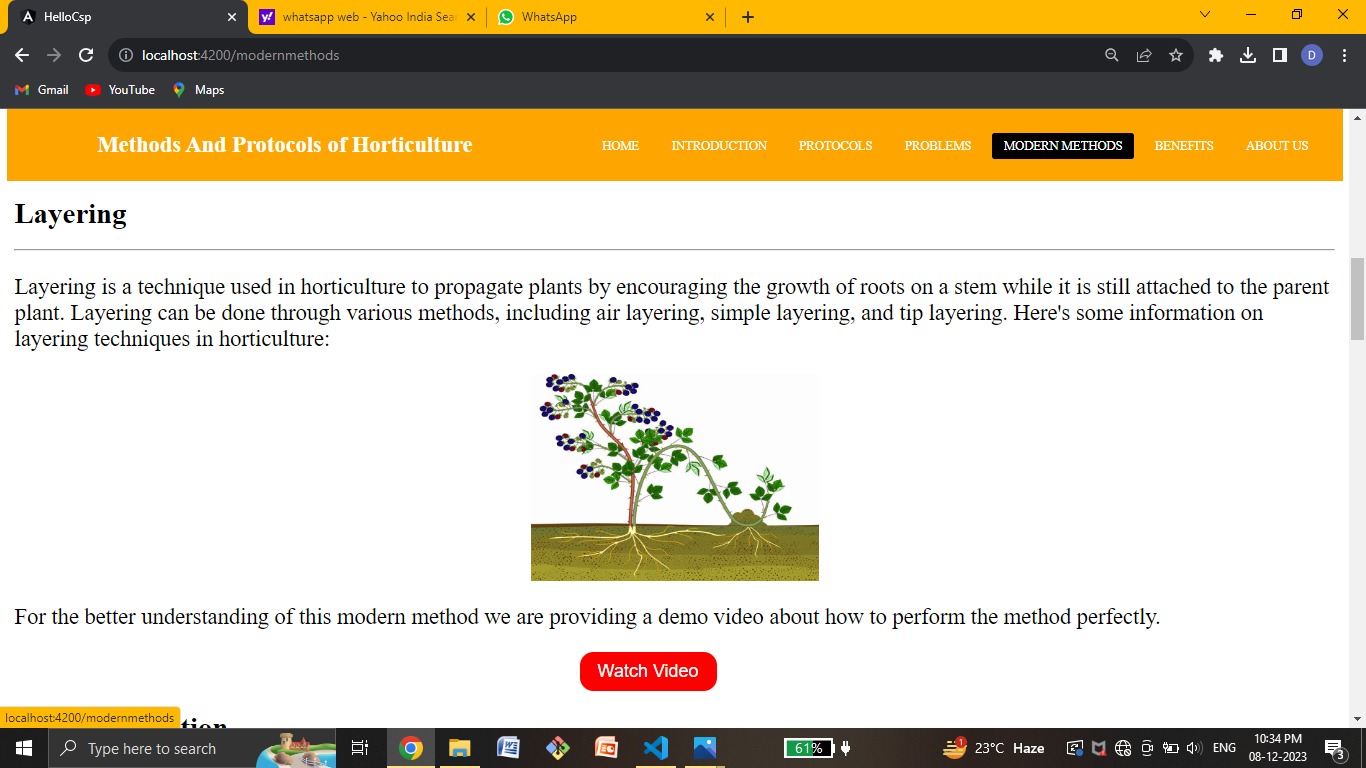 HelloCsp
whatsapp web - Yahoo India Sear
WhatsApp
localhost:4200/modernmethods
D
Gmail
YouTube
Maps
Methods And Protocols of Horticulture
HOME
INTRODUCTION
PROTOCOLS
PROBLEMS
MODERN METHODS
BENEFITS
ABOUT US
Layering
Layering is a technique used in horticulture to propagate plants by encouraging the growth of roots on a stem while it is still attached to the parent
plant. Layering can be done through various methods, including air layering, simple layering, and tip layering. Here's some information on
layering techniques in horticulture:
For the better understanding of this modern method we are providing a demo video about how to perform the method perfectly.
Watch Video
localhost:4200/modernmethods
Type here to search
61%
1
23°C Haze
ENG
10:34 PM
08-12-2023
3